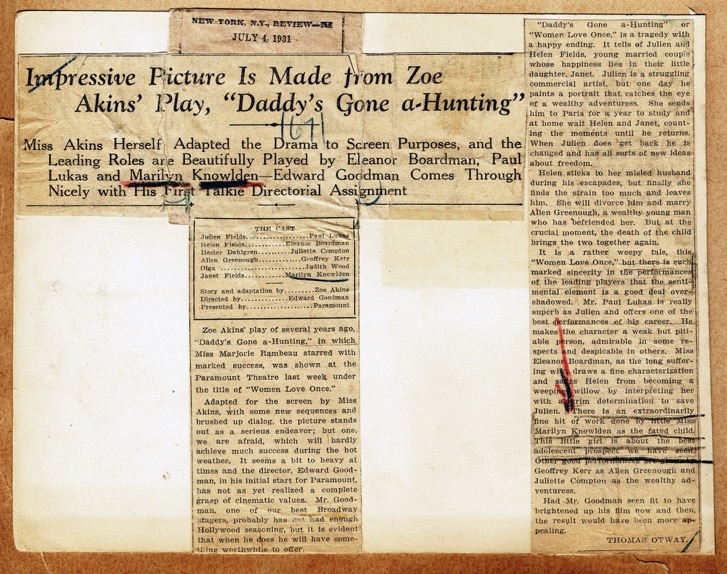 NEW YORK, N.Y., REVIEW
JULY 4, 1931
Impressive Picture Is Made from Zoe
Akins' Play, "Daddy's Gone a-Hunting"
Miss Akins Herself Adapted the Drama to Screen Purposes, and the
Leading Roles are Beautifully Played by Eleanor Boardman, Paul
Lukas and Marilyn Knowlden—Edward Goodman Comes Through
Nicely with His First Talkie Directorial Assignment
THE CAST.
Julien Fields..............Paul Lukas
Helen Fields..........Eleanor Boardman
Hester Dahlgren......Juliette Compton
Allen Greenough........Geoffrey Kerr
Olga...................Judith Wood
Janet Fields.........Marilyn Knowlden
Story and adaptation by......Zoe Akins
Directed by..........Edward Goodman
Presented by..............Paramount
Zoe Akins' play of several years ago,
"Daddy's Gone a-Hunting," in which
Miss Marjorie Rambeau starred with
marked success, was shown at the
Paramount Theatre last week under
the title of "Women Love Once."
Adapted for the screen by Miss
Akins, with some new sequences and
brushed up dialog, the picture stands
out as a serious endeavor; but one,
we are afraid, which will hardly
achieve much success during the hot
weather. It seems a bit to heavy at
times and the director, Edward Good-
man, in his initial start for Paramount,
has not as yet realized a complete
grasp of cinematic values. Mr. Good-
man, one of our best Broadway
stagers, probably has not had enough
Hollywood seasoning, but it is evident
that when he does he will have some-
thing worthwhile to offer.
"Daddy's Gone a-Hunting" or
"Women Love Once," is a tragedy with
a happy ending. It tells of Julien and
Helen Fields, young married couple
whose happiness lies in their little
daughter, Janet. Julien is a struggling
commercial artist, but one day he
paints a portrait that catches the eye
of a wealthy adventuress. She sends
him to Paris for a year to study and
at home wait Helen and Janet, count-
ing the moments until he returns.
When Julien does get back he is
changed and has all sorts of new ideas
about freedom.
Helen sticks to her misled husband
during his escapades, but finally she
finds the strain too much and leaves
him. She will divorce him and marry
Allen Greenough, a wealthy young man
who has befriended her. But at the
crucial moment, the death of the child
brings the two together again.
It is a rather weepy tale, this
"Women Love Once," but there is such
marked sincerity in the performances
of the leading players that the senti-
mental element is a good deal over-
shadowed. Mr. Paul Lukas is really
superb as Julien and offers one of the
best performances of his career. He
makes the character a weak but piti-
able person, admirable in some re-
spects and despicable in others. Miss
Eleanor Boardman, as the long suffer-
ing wife draws a fine characterization
and saves Helen from becoming a
weeping willow by interpreting her
with a grim determination to save
Julien. There is an extraordinarily
fine bit of work done by little Miss
Marilyn Knowlden as the fated child.
This little girl is about the best
adolescent prospect we have seen.
Other good performances are
Geoffrey Kerr as Allen Greenough and
Juliette Compton as the wealthy ad-
venturess.
Had Mr. Goodman seen fit to have
brightened up his film now and then,
the result would have been more ap-
pealing.
THOMAS OTWAY.